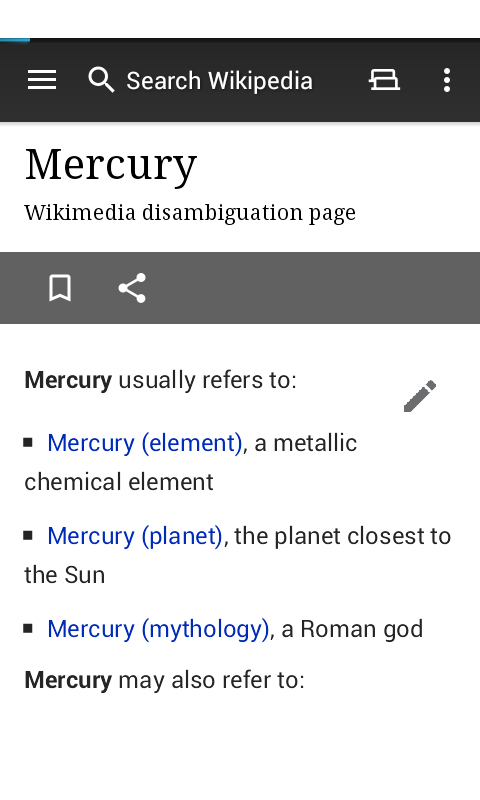 Search Wikipedia
Mercury
Wikimedia disambiguation page
Mercury usually refers to:
Mercury (element), a metallic
chemical element
Mercury (planet), the planet closest to
the Sun
Mercury (mythology), a Roman god
Mercury may also refer to: